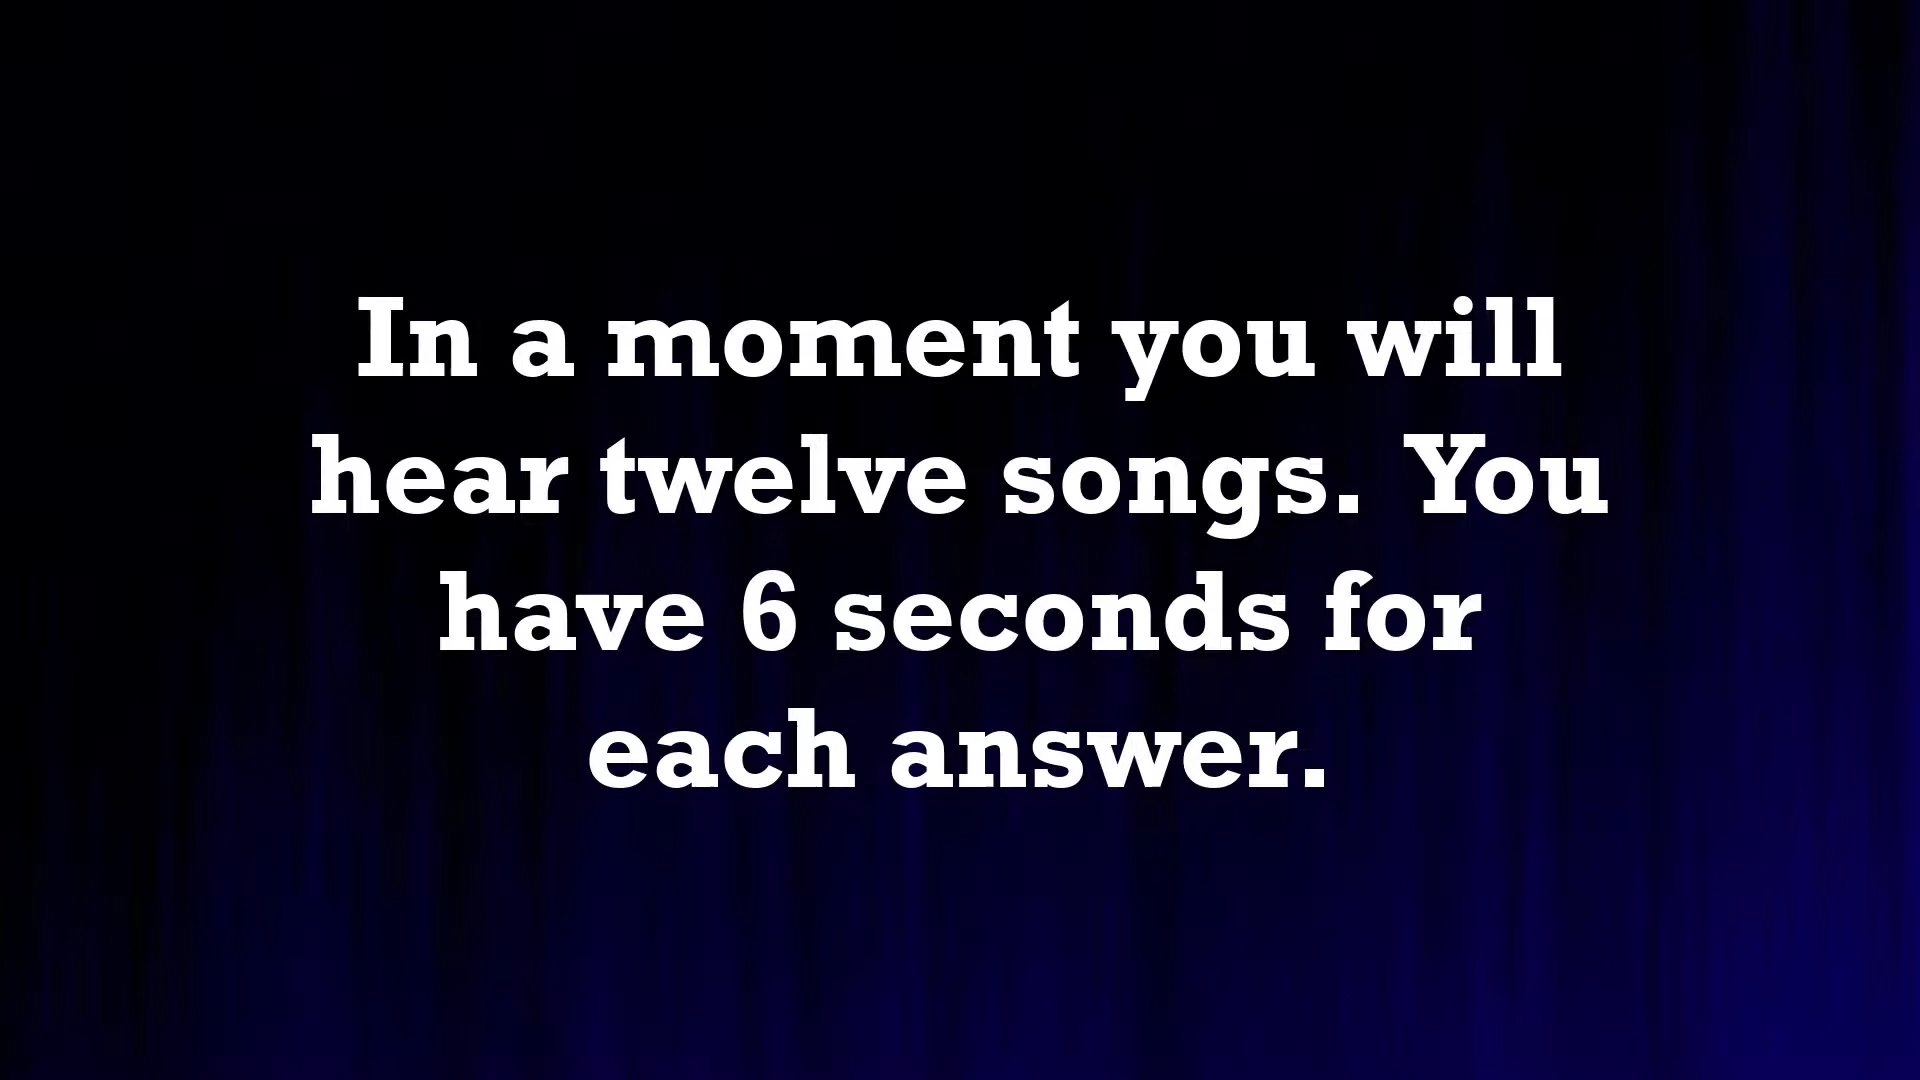 In a moment you will
hear twelve songs. You
have 6 seconds for
each answer.